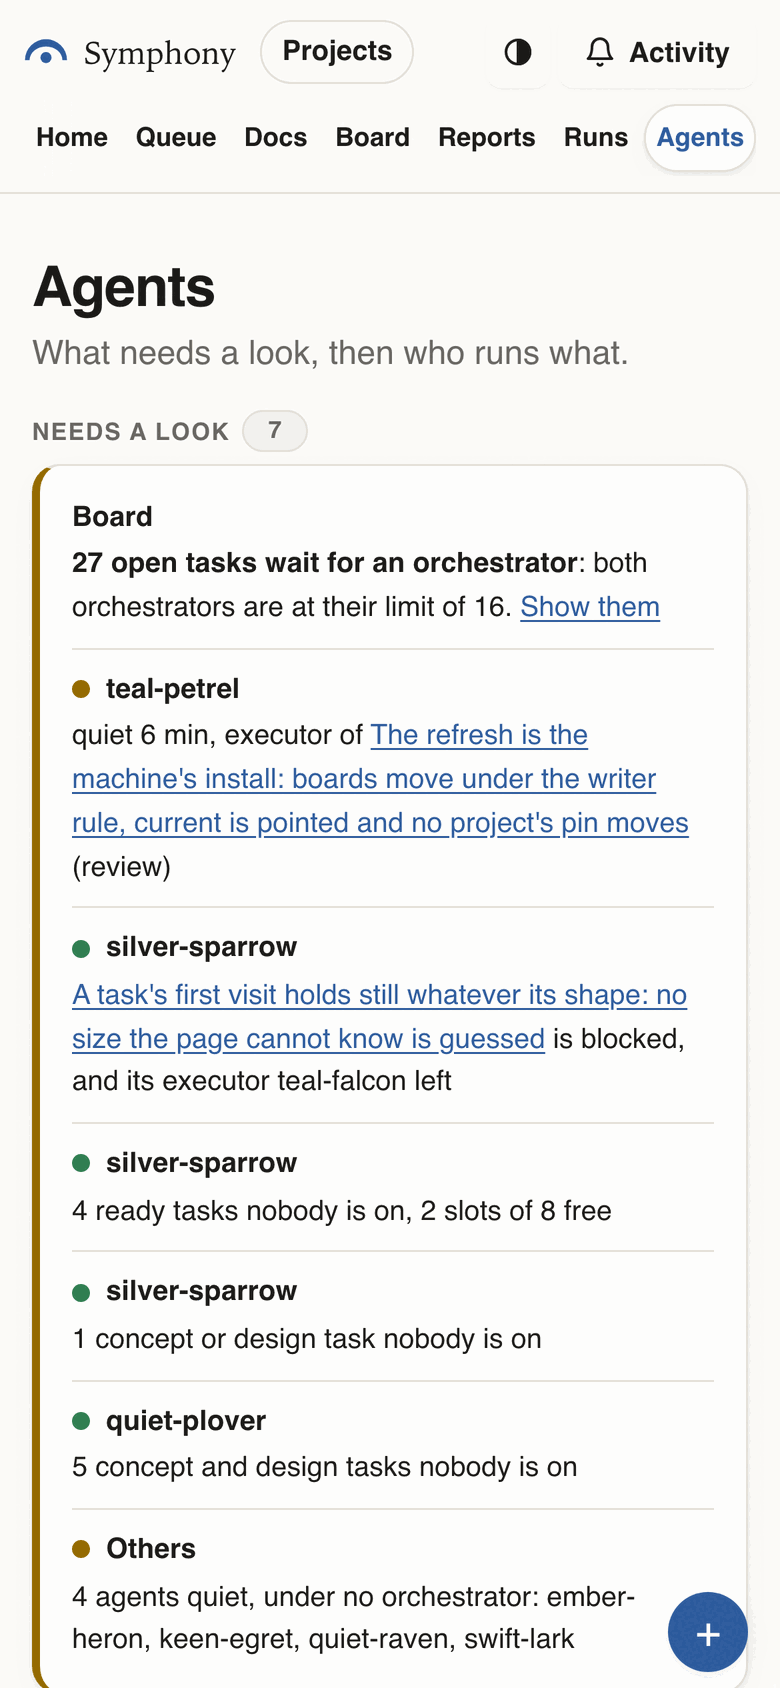 Symphony
Projects
Activity
Home
Queue
Docs
Board
Reports
Runs
Agents
Agents
What needs a look, then who runs what.
NEEDS A LOOK 7
Board
27 open tasks wait for an orchestrator: both
orchestrators are at their limit of 16. Show them
teal-petrel
quiet 6 min, executor of The refresh is the
machine's install: boards move under the writer
rule, current is pointed and no project's pin moves
(review)
silver-sparrow
A task's first visit holds still whatever its shape: no
size the page cannot know is guessed is blocked,
and its executor teal-falcon left
silver-sparrow
4 ready tasks nobody is on, 2 slots of 8 free
silver-sparrow
1 concept or design task nobody is on
quiet-plover
5 concept and design tasks nobody is on
Others
4 agents quiet, under no orchestrator: ember-
heron, keen-egret, quiet-raven, swift-lark
+